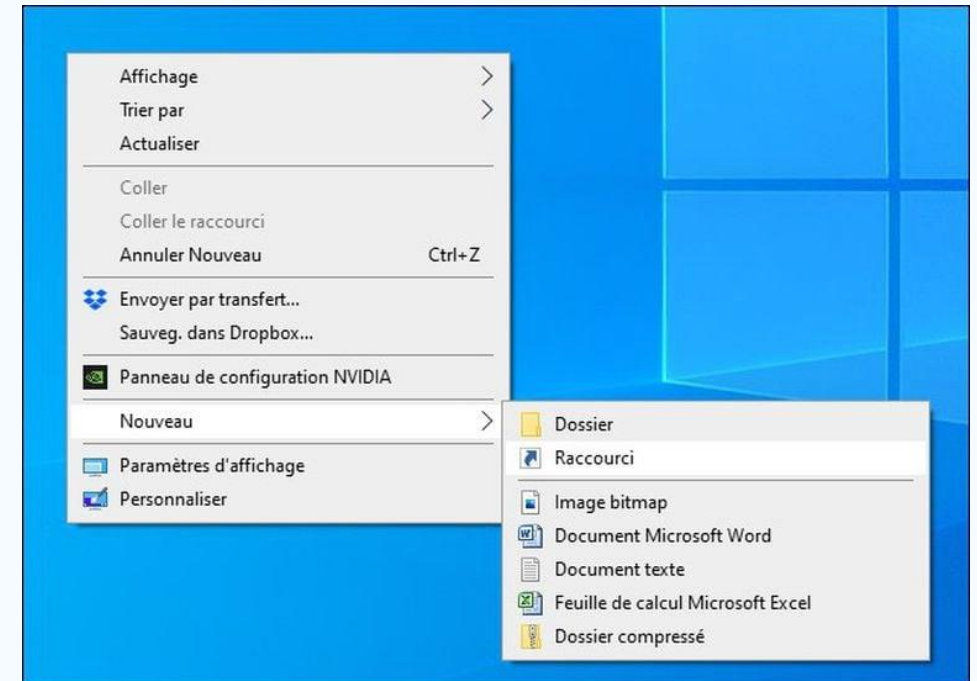 Affichage
Trier par
Actualiser
Coller
Coller le raccourci
Annuler Nouveau Ctrl+Z
Envoyer par transfert...
Sauveg. dans Dropbox...
Panneau de configuration NVIDIA
Nouveau
Paramètres d'affichage
Personnaliser
Dossier
Raccourci
Image bitmap
Document Microsoft Word
Document texte
Feuille de calcul Microsoft Excel
Dossier compressé